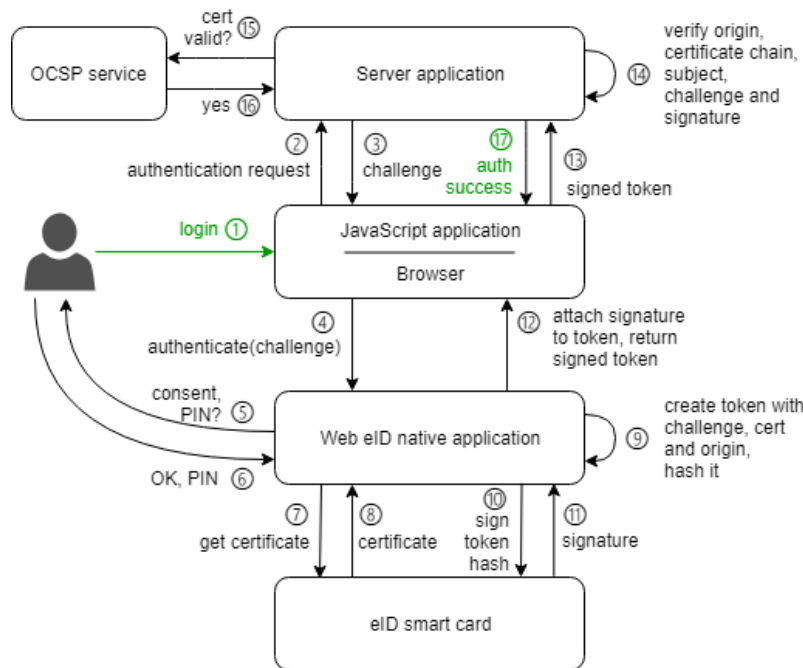 cert
valid? ⑮
OCSP service
yes ⑯
Server application
⑭
verify origin,
certificate chain,
subject,
challenge and
signature
②
authentication request
③
challenge
⑰
auth
success
⑬
signed token
login ①
JavaScript application
Browser
④
authenticate(challenge)
⑫
attach signature
to token, return
signed token
consent,
PIN? ⑤
Web eID native application
⑨
create token with
challenge, cert
and origin,
hash it
OK, PIN ⑥
⑦
get certificate
⑧
certificate
⑩
sign
token
hash
⑪
signature
eID smart card